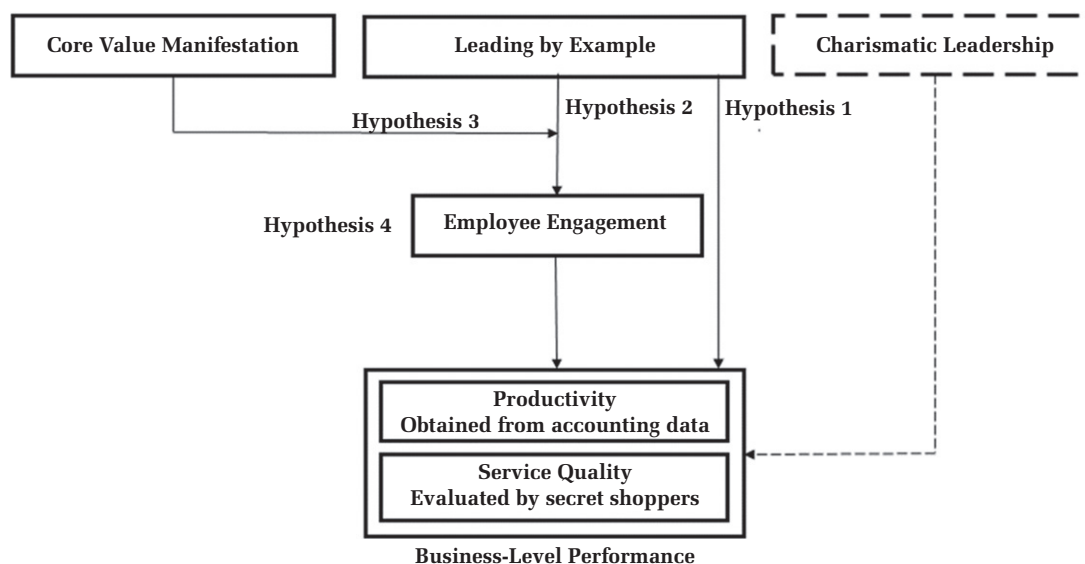 Core Value Manifestation
Leading by Example
Charismatic Leadership
Hypothesis 3
Hypothesis 2
Hypothesis 1
Hypothesis 4
Employee Engagement
Productivity
Obtained from accounting data
Service Quality
Evaluated by secret shoppers
Business-Level Performance